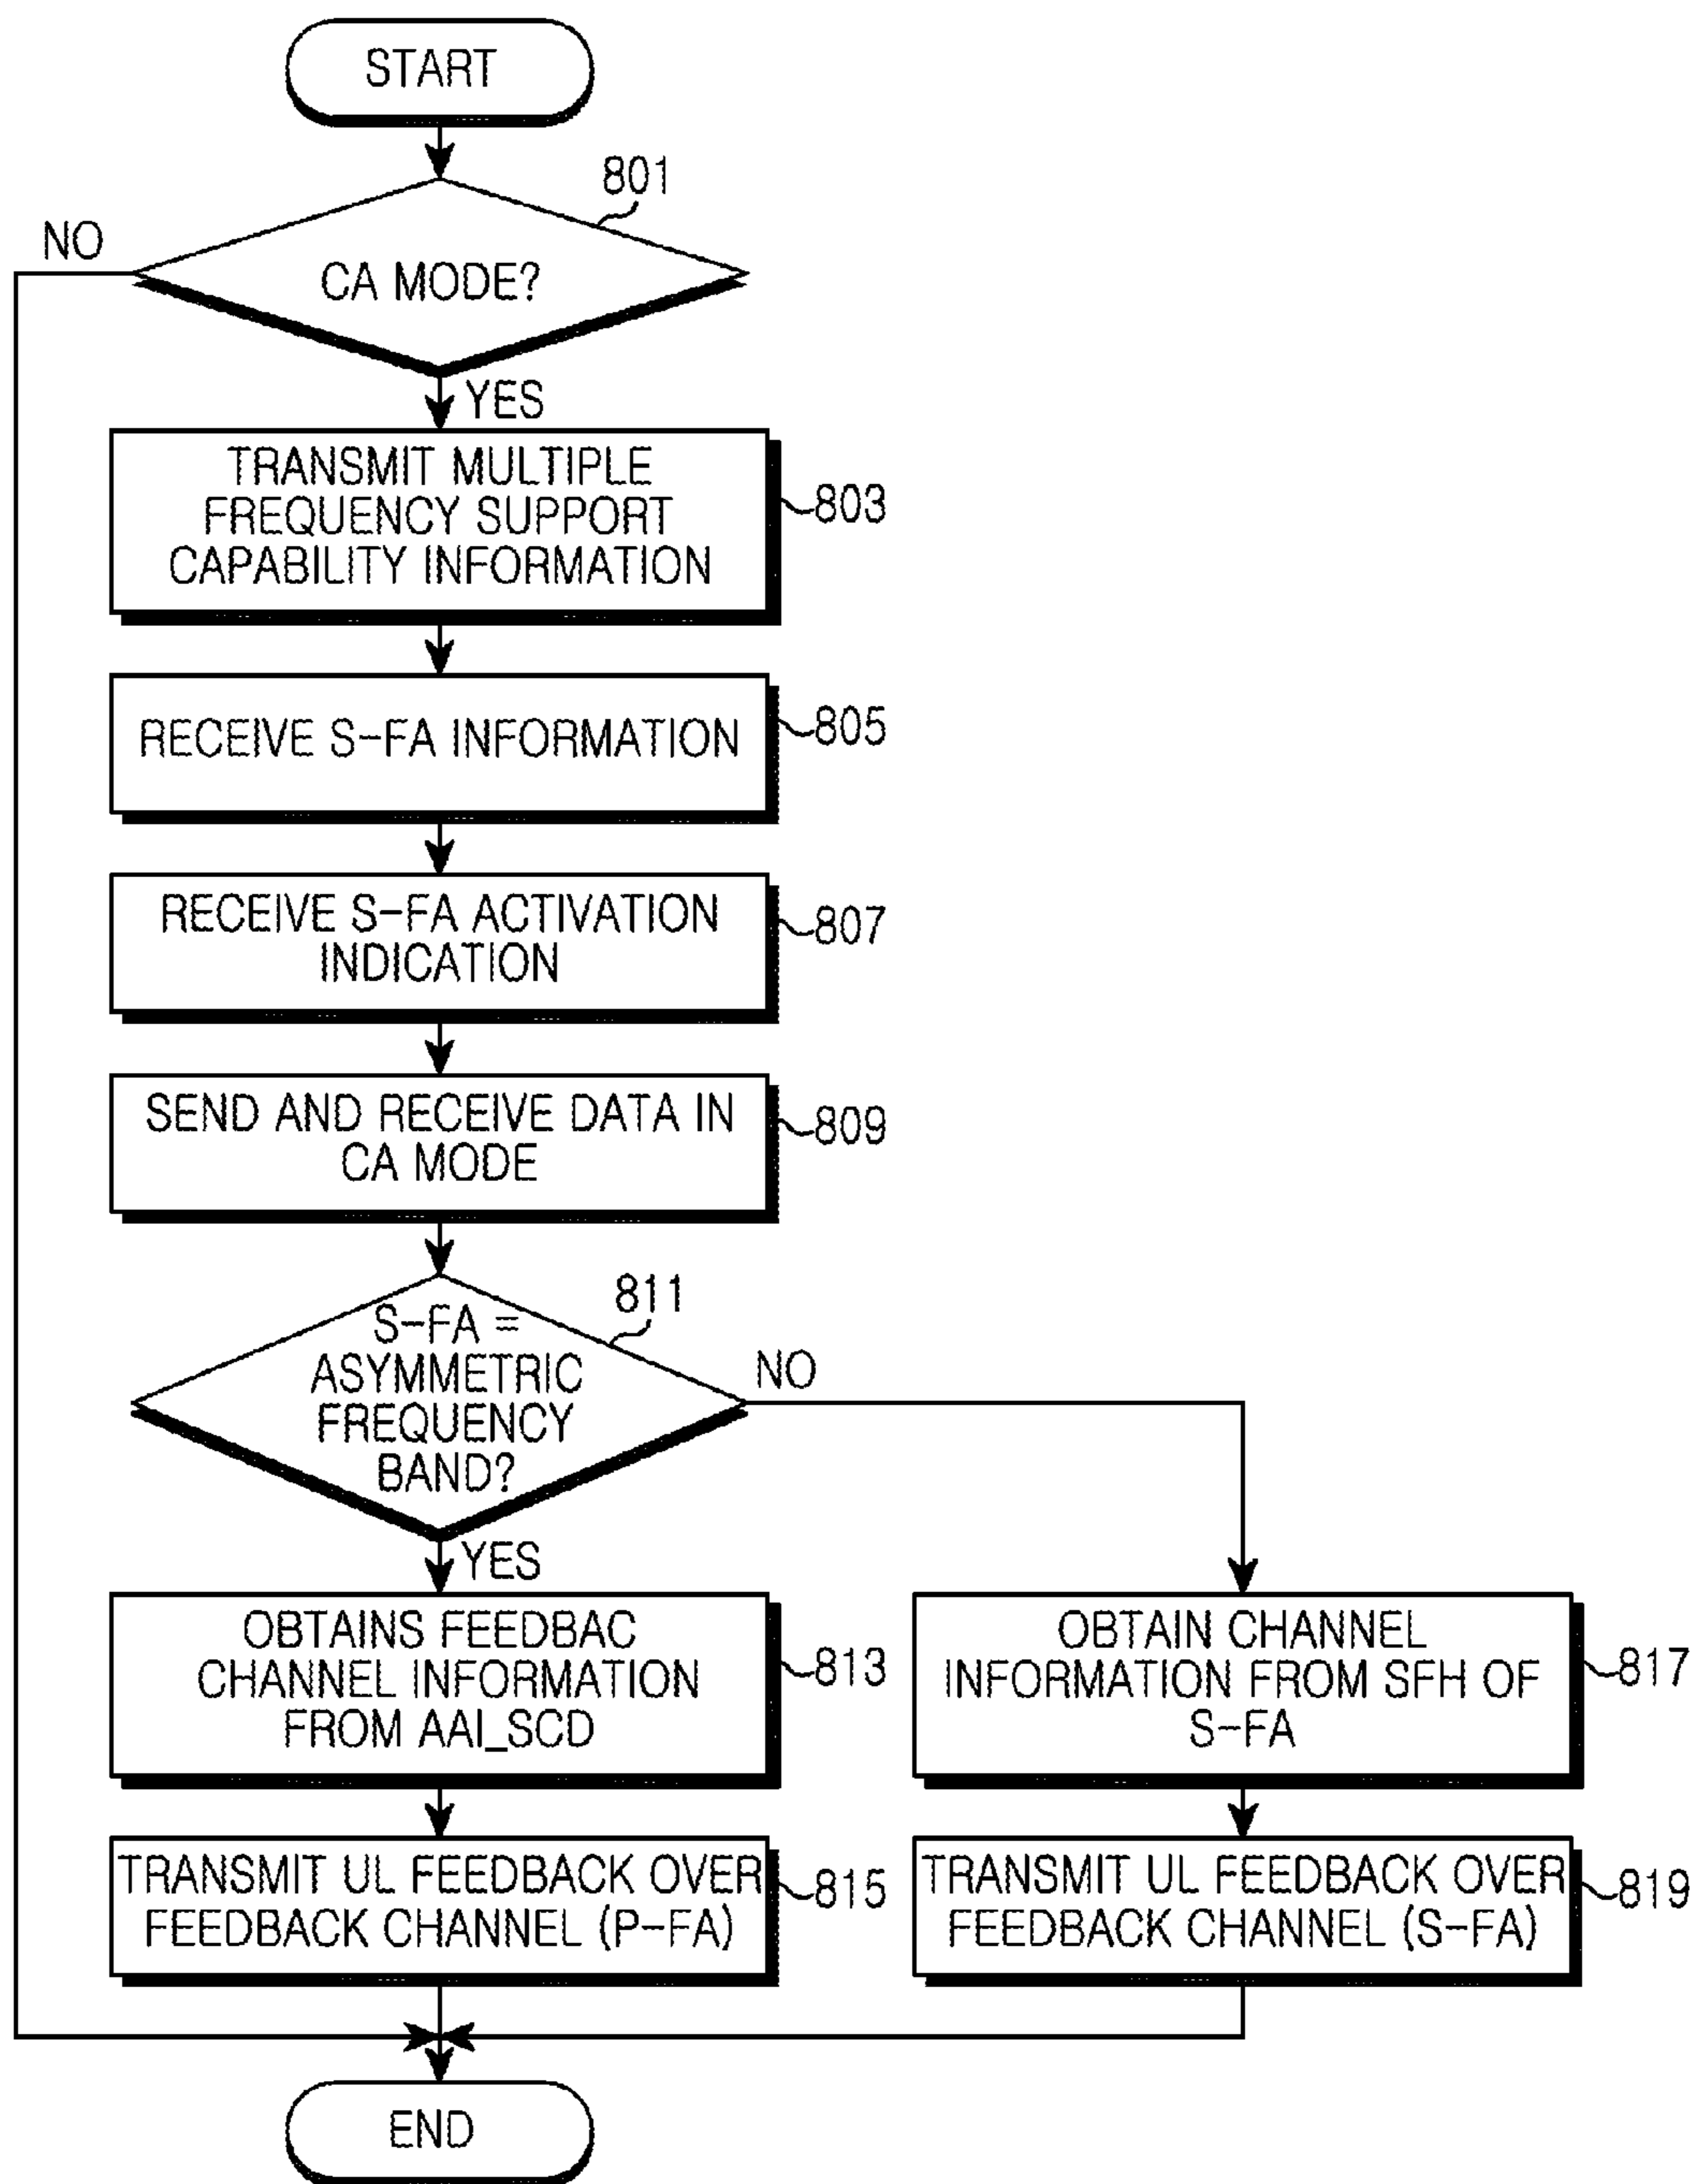 START
801
NO
CA MODE?
YES
TRANSMIT MULTIPLE
FREQUENCY SUPPORT
CAPABILITY INFORMATION
803
RECEIVE S-FA INFORMATION
805
RECEIVE S-FA ACTIVATION
INDICATION
807
SEND AND RECEIVE DATA IN
CA MODE
809
811
S-FA =
ASYMMETRIC
FREQUENCY
BAND?
NO
YES
OBTAINS FEEDBAC
CHANNEL INFORMATION
FROM AAI_SCD
813
OBTAIN CHANNEL
INFORMATION FROM SFH OF
S-FA
817
TRANSMIT UL FEEDBACK OVER
FEEDBACK CHANNEL (P-FA)
815
TRANSMIT UL FEEDBACK OVER
FEEDBACK CHANNEL (S-FA)
819
END